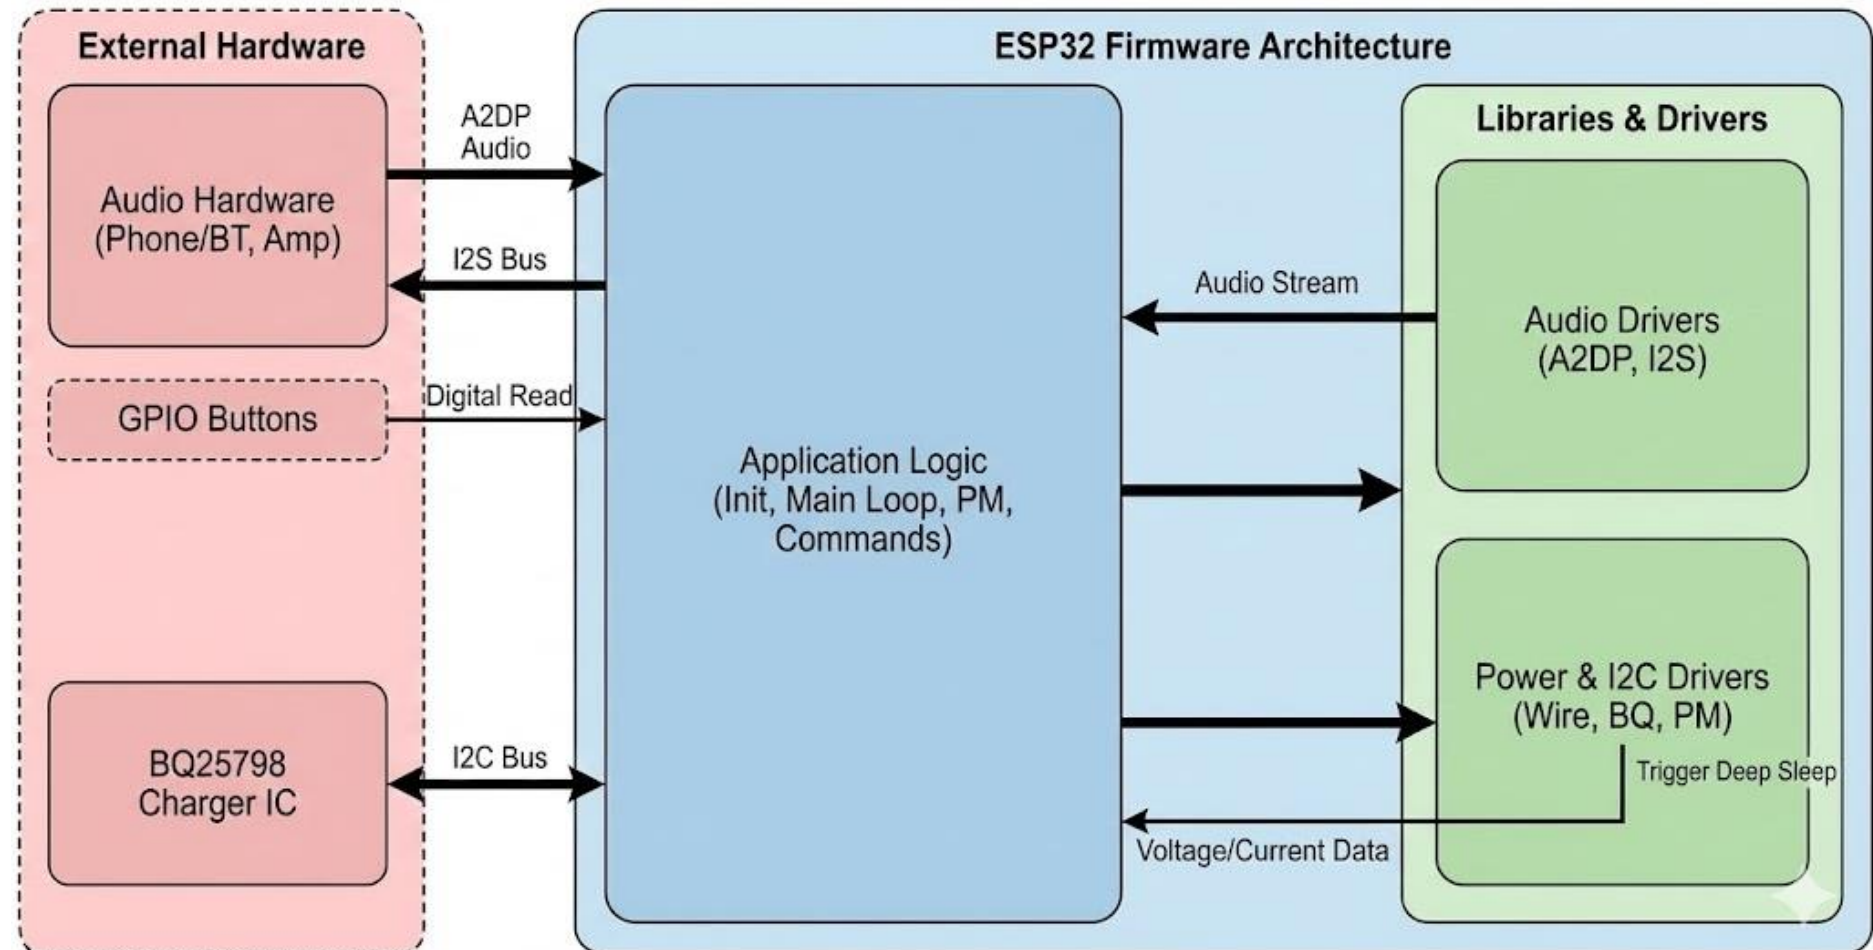 External Hardware
Audio Hardware
(Phone/BT, Amp)
GPIO Buttons
BQ25798
Charger IC
A2DP
Audio
I2S Bus
Digital Read
I2C Bus
ESP32 Firmware Architecture
Application Logic
(Init, Main Loop, PM,
Commands)
Audio Stream
Voltage/Current Data
Libraries & Drivers
Audio Drivers
(A2DP, I2S)
Power & I2C Drivers
(Wire, BQ, PM)
Trigger Deep Sleep